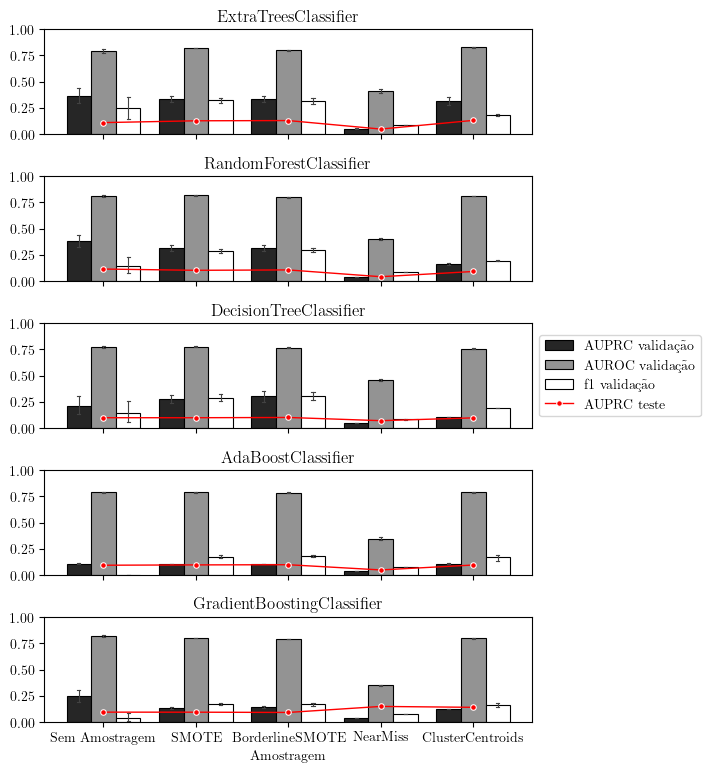 ExtraTreesClassifier
1.00
0.75
0.50
0.25
0.00
RandomForestClassifier
1.00
0.75
0.50
0.25
0.00
DecisionTreeClassifier
1.00
0.75
0.50
0.25
0.00
AUPRC validação
AUROC validação
f1 validação
AUPRC teste
AdaBoostClassifier
1.00
0.75
0.50
0.25
0.00
GradientBoostingClassifier
1.00
0.75
0.50
0.25
0.00
Sem Amostragem SMOTE BorderlineSMOTE NearMiss ClusterCentroids
Amostragem